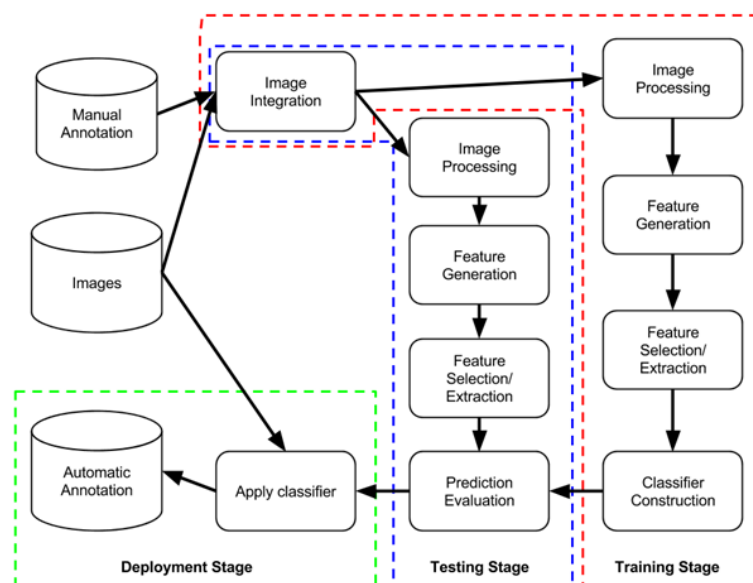 Manual
Annotation
Image
Integration
Image
Processing
Image
Processing
Images
Feature
Generation
Feature
Generation
Feature
Selection/
Extraction
Feature
Selection/
Extraction
Automatic
Annotation
Apply classifier
Prediction
Evaluation
Classifier
Construction
Deployment Stage
Testing Stage
Training Stage